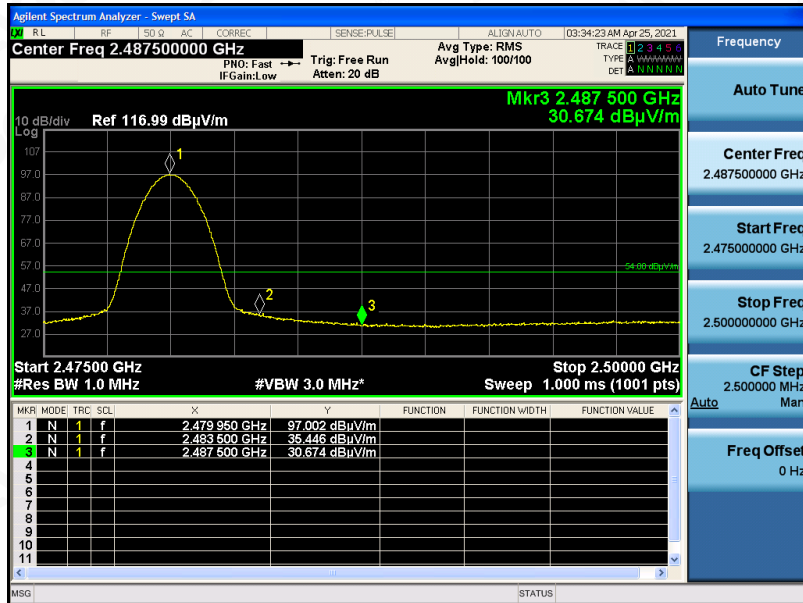 Agilent Spectrum Analyzer - Swept SA
LXI RL RF 50 Ω AC CORREC SENSE:PULSE ALIGN AUTO 03:34:23 AM Apr 25, 2021
Center Freq 2.487500000 GHz
PNO: Fast
IFGain:Low
Trig: Free Run
Atten: 20 dB
Avg Type: RMS
Avg|Hold: 100/100
TRACE 1 2 3 4 5 6
TYPE A WWWWW
DET A N N N N N
Mkr3 2.487 500 GHz
30.674 dBµV/m
10 dB/div Ref 116.99 dBµV/m
Log
107
97.0
87.0
77.0
67.0
57.0
47.0
37.0
27.0
1
2
3
54.00 dBµV/m
Start 2.47500 GHz
Stop 2.50000 GHz
#Res BW 1.0 MHz
#VBW 3.0 MHz*
Sweep 1.000 ms (1001 pts)
MKR MODE TRC SCL X Y FUNCTION FUNCTION WIDTH FUNCTION VALUE
1 N 1 f 2.479 950 GHz 97.002 dBµV/m
2 N 1 f 2.483 500 GHz 35.446 dBµV/m
3 N 1 f 2.487 500 GHz 30.674 dBµV/m
4
5
6
7
8
9
10
11
MSG
STATUS
Frequency
Auto Tune
Center Freq
2.487500000 GHz
Start Freq
2.475000000 GHz
Stop Freq
2.500000000 GHz
CF Step
2.500000 MHz
Auto Man
Freq Offset
0 Hz